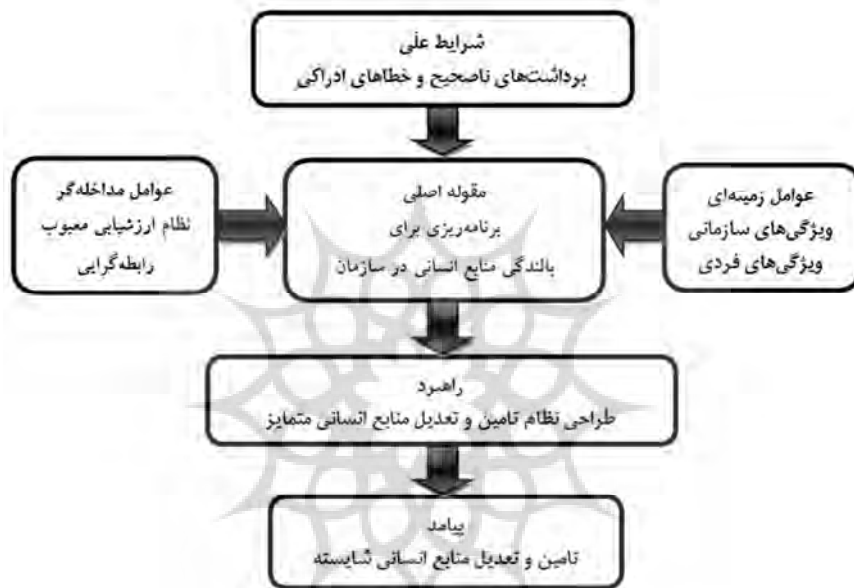 شرایط علّی
برداشت‌های ناصحیح و خطاهای ادراکی
عوامل زمینه‌ای
ویژگی‌های سازمانی
ویژگی‌های فردی
مقوله اصلی
برنامه‌ریزی برای
بالندگی منابع انسانی در سازمان
عوامل مداخله‌گر
نظام ارزشیابی معیوب
رابطه‌گرایی
راهبرد
طراحی نظام تامین و تعدیل منابع انسانی متمایز
پیامد
تامین و تعدیل منابع انسانی شایسته